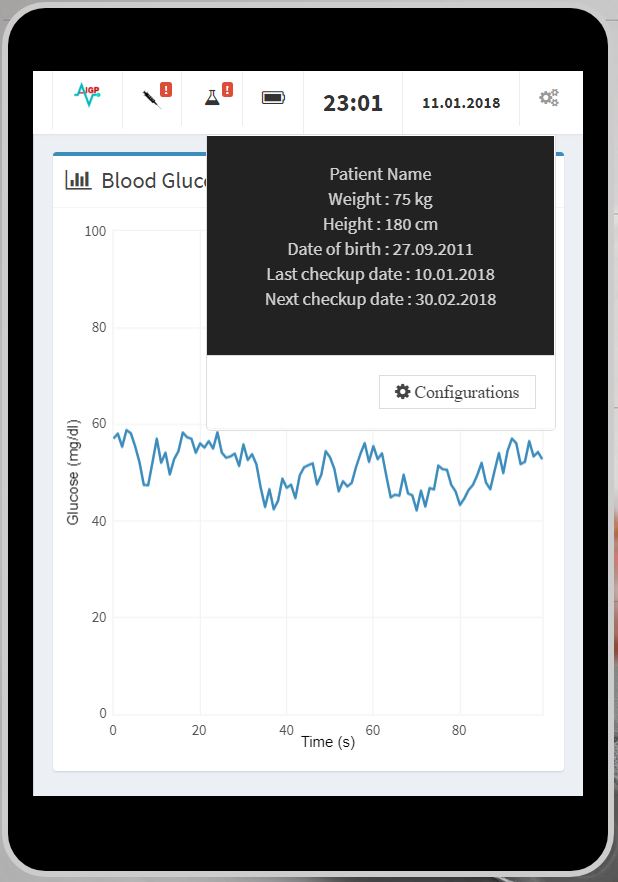 IGP
!
!
23:01
11.01.2018
Blood Gluc
Patient Name
Weight : 75 kg
Height : 180 cm
Date of birth : 27.09.2011
Last checkup date : 10.01.2018
Next checkup date : 30.02.2018
Configurations
100
80
60
40
20
0
Glucose (mg/dl)
0
20
40
60
80
Time (s)